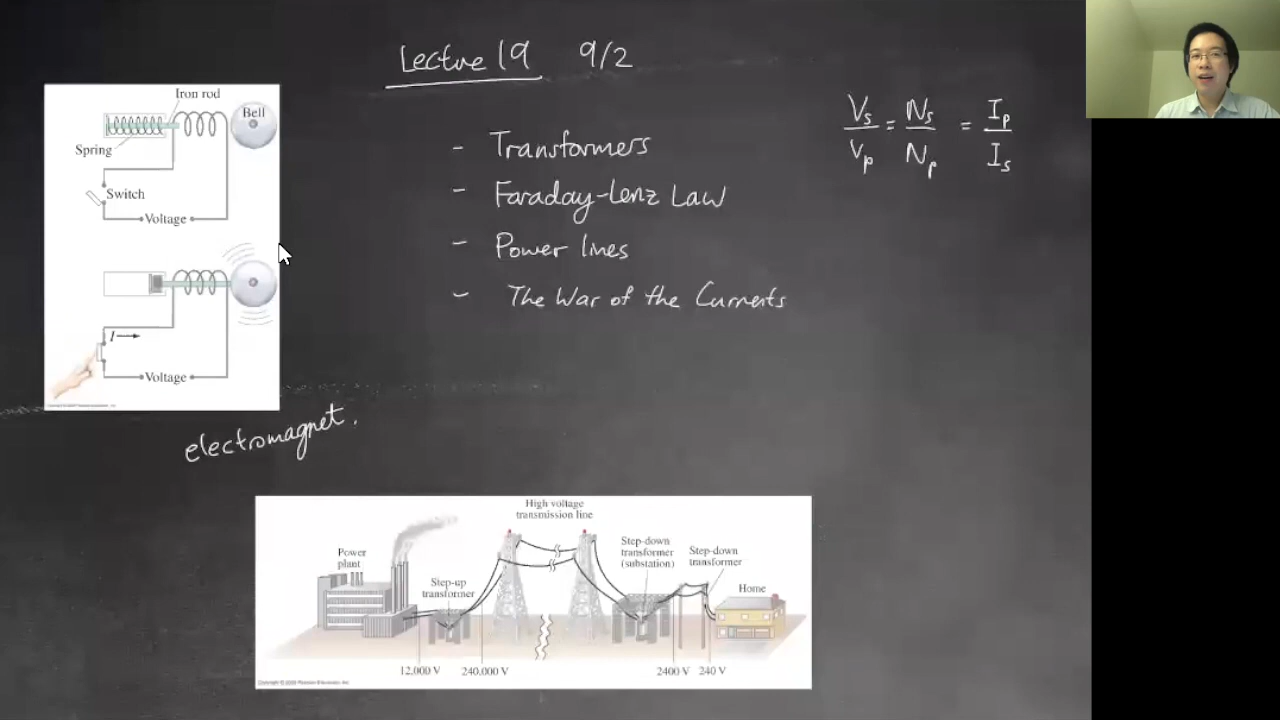 Lecture 19 9/2
- Transformers
- Faraday-Lenz Law
- Power lines
- The War of the Currents
Vs/Vp = Ns/Np = Ip/Is
Iron rod
Bell
Spring
Switch
Voltage
I
Voltage
electromagnet.
High voltage
transmission line
Power
plant
Step-up
transformer
Step-down
transformer
(substation)
Step-down
transformer
Home
12,000 V 240,000 V 2400 V 240 V